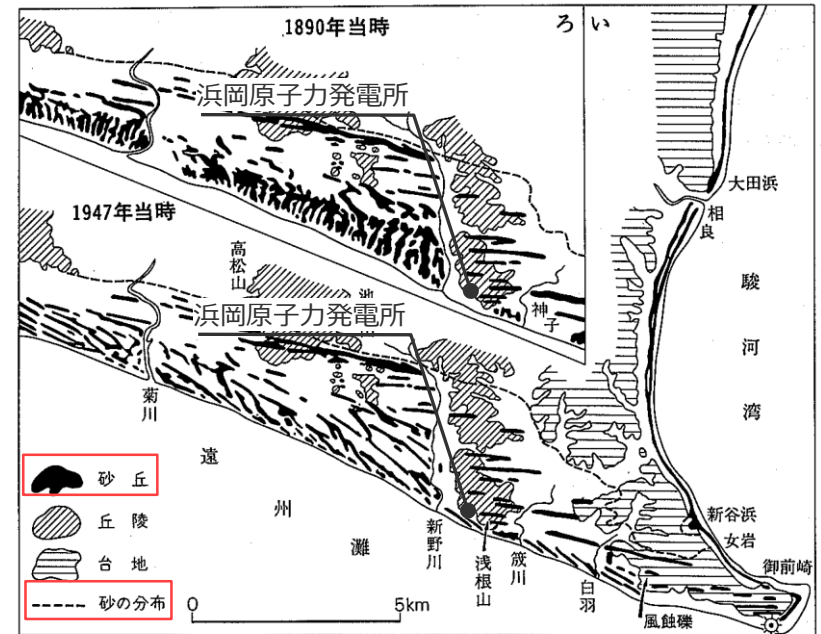 1890年当時
ろ
い
浜岡原子力発電所
大田浜
相良
1947年当時
高松山
池
駿河湾
浜岡原子力発電所
神子
菊川
遠州灘
砂丘
丘陵
台地
砂の分布
0
5km
新野川
浅根山
筬川
白羽
新谷浜
女岩
御前崎
風蝕礫